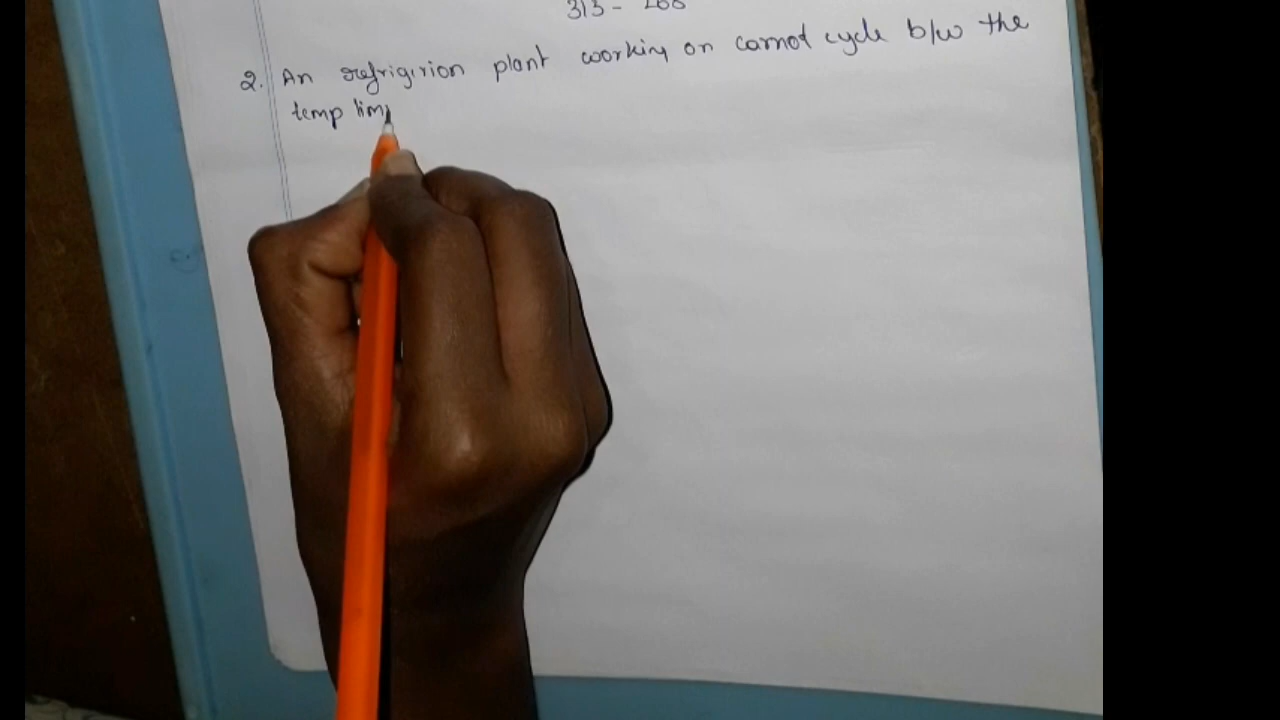 313 - 268
2. An refrigirion plant working on carnot cycle b/w the
temp lim